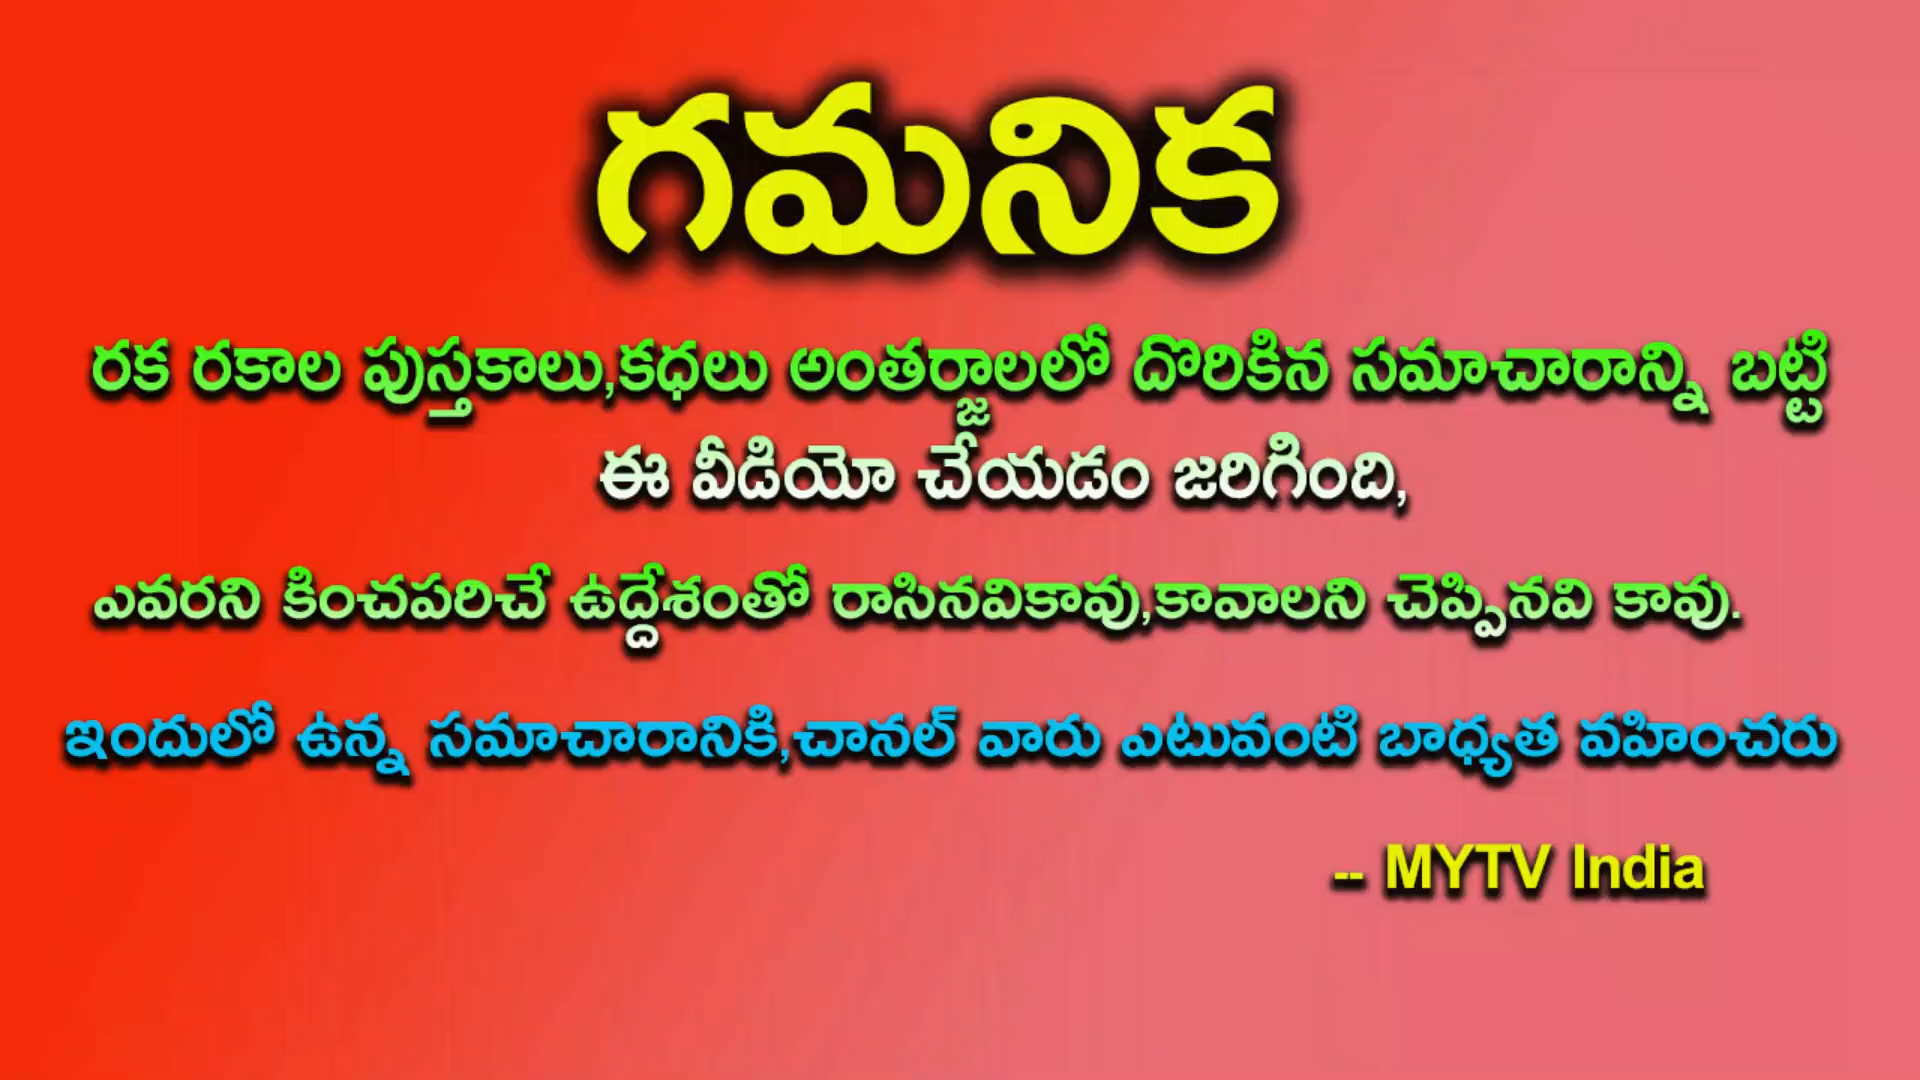 గమనిక
రక రకాల పుస్తకాలు,కధలు అంతర్జాలలో దొరికిన సమాచారాన్ని బట్టి
ఈ వీడియో చేయడం జరిగింది,
ఎవరని కించపరిచే ఉద్దేశంతో రాసినవికావు,కావాలని చెప్పినవి కావు.
ఇందులో ఉన్న సమాచారానికి,చానల్ వారు ఎటువంటి బాధ్యత వహించరు
-- MYTV India